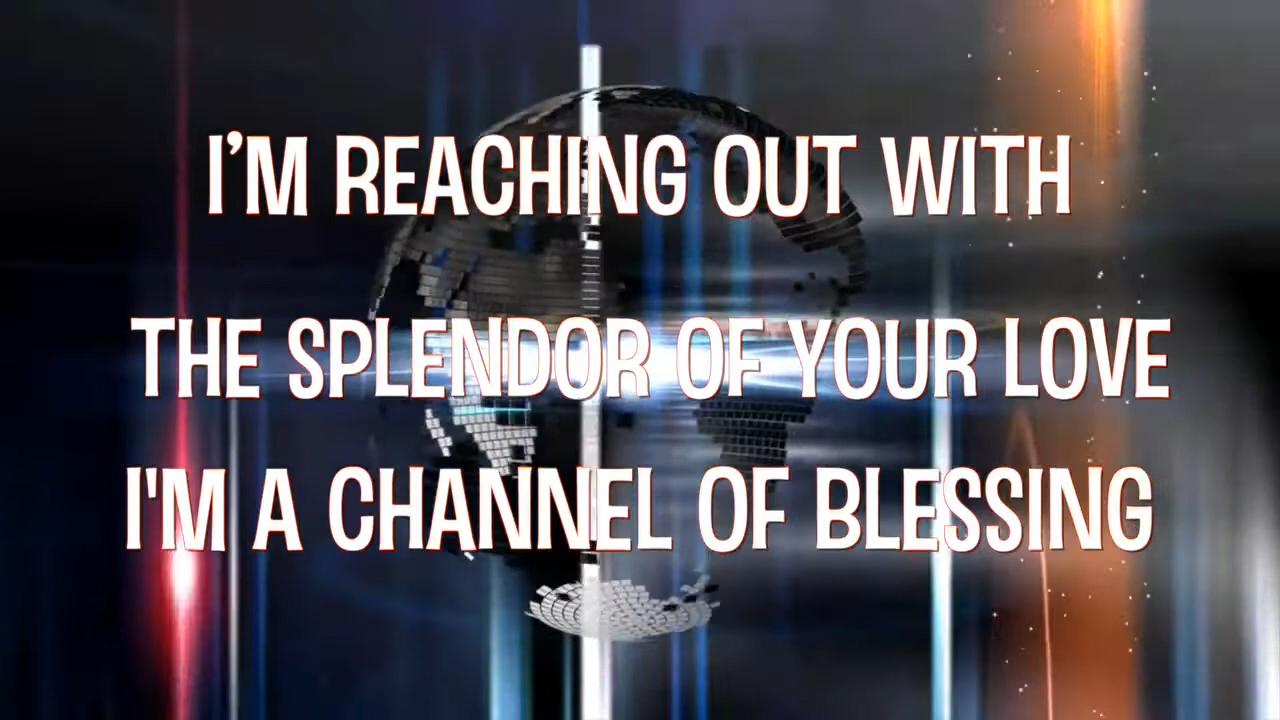 I’M REACHING OUT WITH
THE SPLENDOR OF YOUR LOVE
I'M A CHANNEL OF BLESSING